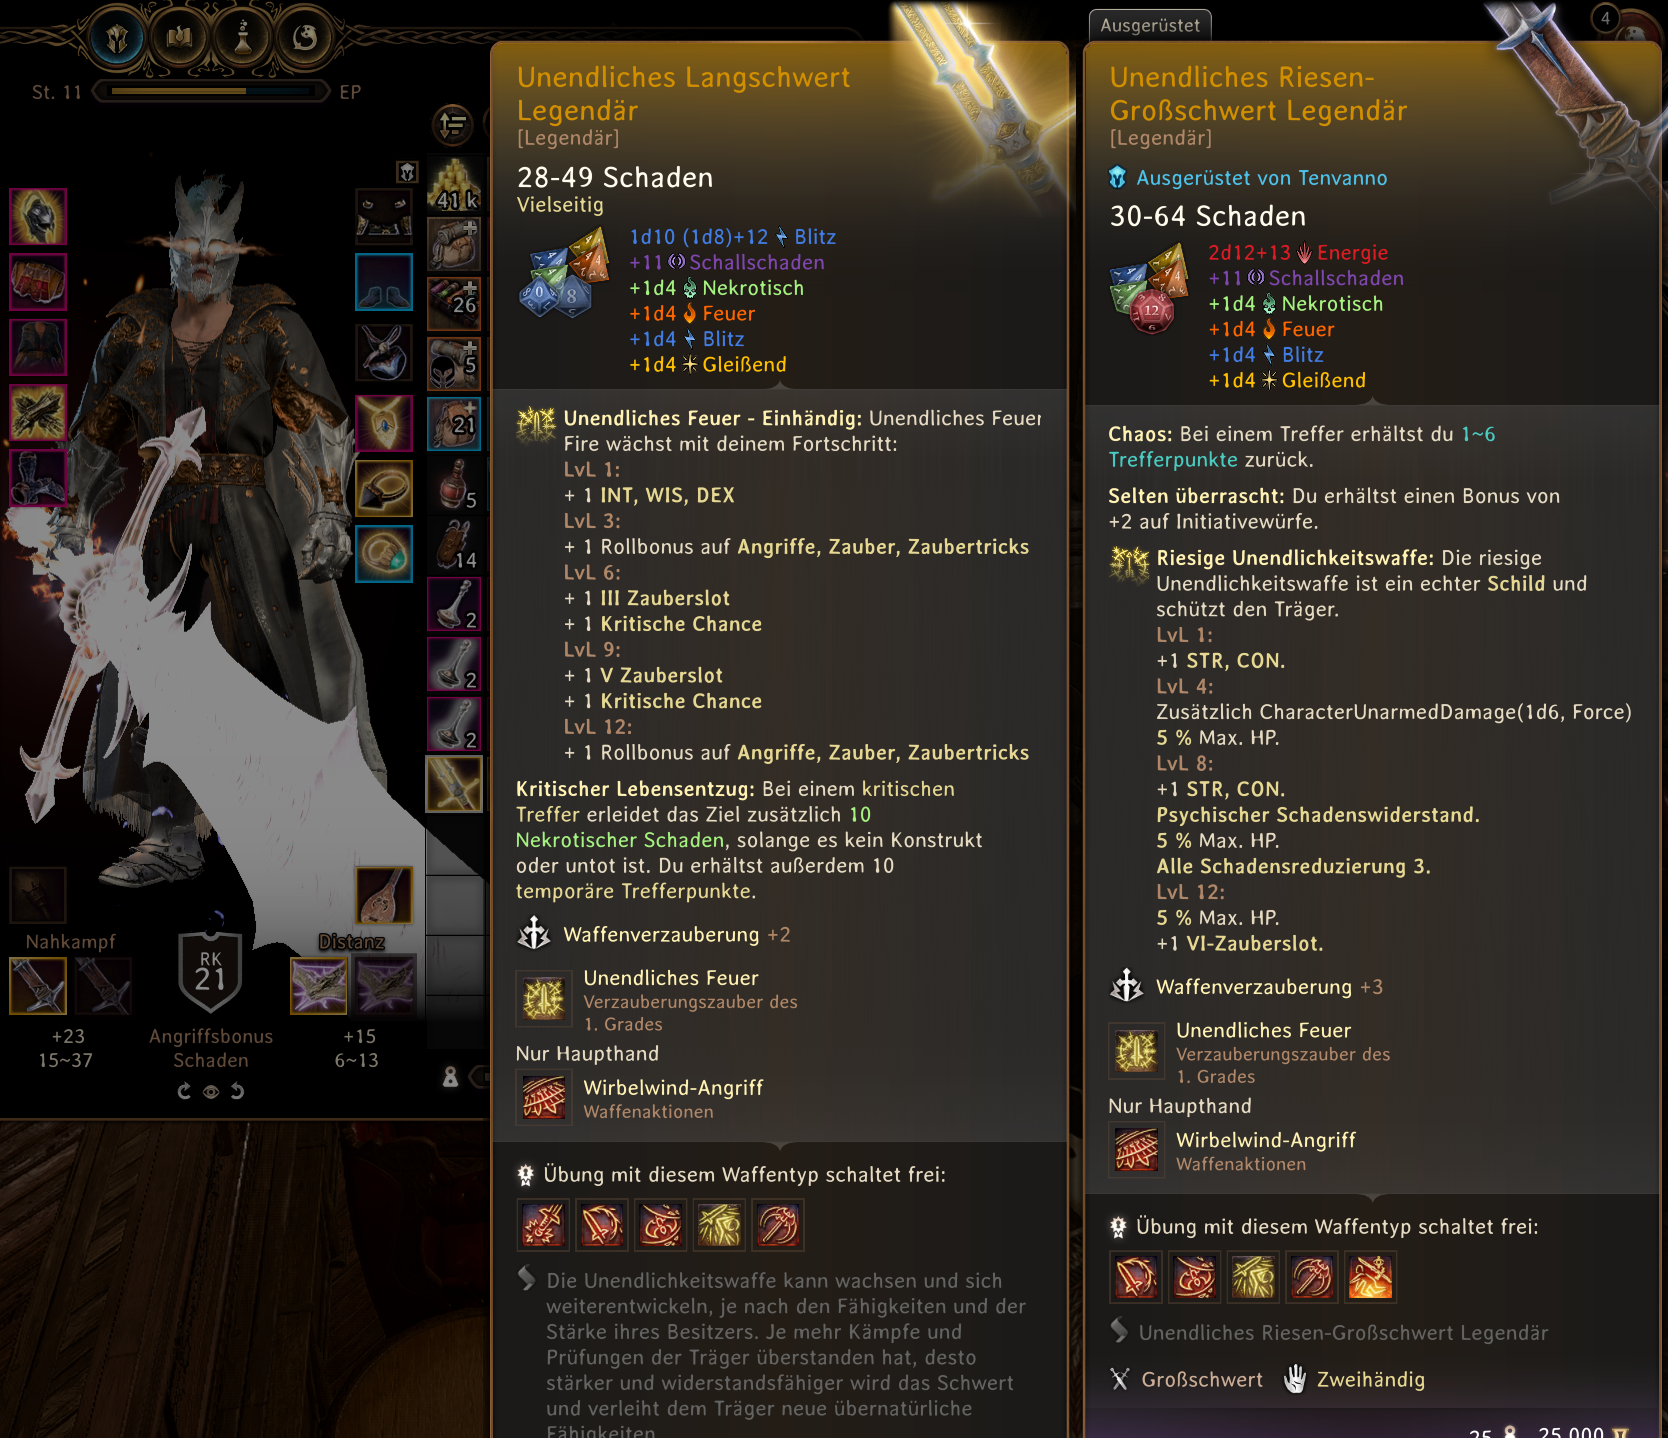 St. 11
EP
41 k
26
5
21
5
14
2
2
2
Nahkampf
RK
21
Distanz
+23
15~37
Angriffsbonus
Schaden
+15
6~13
Unendliches Langschwert
Legendär
[Legendär]
28-49 Schaden
Vielseitig
1d10 (1d8)+12 Blitz
+11 Schallschaden
+1d4 Nekrotisch
+1d4 Feuer
+1d4 Blitz
+1d4 Gleißend
Unendliches Feuer - Einhändig: Unendliches Feuer
Fire wächst mit deinem Fortschritt:
LvL 1:
+ 1 INT, WIS, DEX
LvL 3:
+ 1 Rollbonus auf Angriffe, Zauber, Zaubertricks
LvL 6:
+ 1 III Zauberslot
+ 1 Kritische Chance
LvL 9:
+ 1 V Zauberslot
+ 1 Kritische Chance
LvL 12:
+ 1 Rollbonus auf Angriffe, Zauber, Zaubertricks
Kritischer Lebensentzug: Bei einem kritischen
Treffer erleidet das Ziel zusätzlich 10
Nekrotischer Schaden, solange es kein Konstrukt
oder untot ist. Du erhältst außerdem 10
temporäre Trefferpunkte.
Waffenverzauberung +2
Unendliches Feuer
Verzauberungszauber des
1. Grades
Nur Haupthand
Wirbelwind-Angriff
Waffenaktionen
Übung mit diesem Waffentyp schaltet frei:
Die Unendlichkeitswaffe kann wachsen und sich
weiterentwickeln, je nach den Fähigkeiten und der
Stärke ihres Besitzers. Je mehr Kämpfe und
Prüfungen der Träger überstanden hat, desto
stärker und widerstandsfähiger wird das Schwert
und verleiht dem Träger neue übernatürliche
Fähigkeiten.
Ausgerüstet
4
Unendliches Riesen-
Großschwert Legendär
[Legendär]
Ausgerüstet von Tenvanno
30-64 Schaden
2d12+13 Energie
+11 Schallschaden
+1d4 Nekrotisch
+1d4 Feuer
+1d4 Blitz
+1d4 Gleißend
12
Chaos: Bei einem Treffer erhältst du 1~6
Trefferpunkte zurück.
Selten überrascht: Du erhältst einen Bonus von
+2 auf Initiativewürfe.
Riesige Unendlichkeitswaffe: Die riesige
Unendlichkeitswaffe ist ein echter Schild und
schützt den Träger.
LvL 1:
+1 STR, CON.
LvL 4:
Zusätzlich CharacterUnarmedDamage(1d6, Force)
5 % Max. HP.
LvL 8:
+1 STR, CON.
Psychischer Schadenswiderstand.
5 % Max. HP.
Alle Schadensreduzierung 3.
LvL 12:
5 % Max. HP.
+1 VI-Zauberslot.
Waffenverzauberung +3
Unendliches Feuer
Verzauberungszauber des
1. Grades
Nur Haupthand
Wirbelwind-Angriff
Waffenaktionen
Übung mit diesem Waffentyp schaltet frei:
Unendliches Riesen-Großschwert Legendär
Großschwert Zweihändig
25 25.000